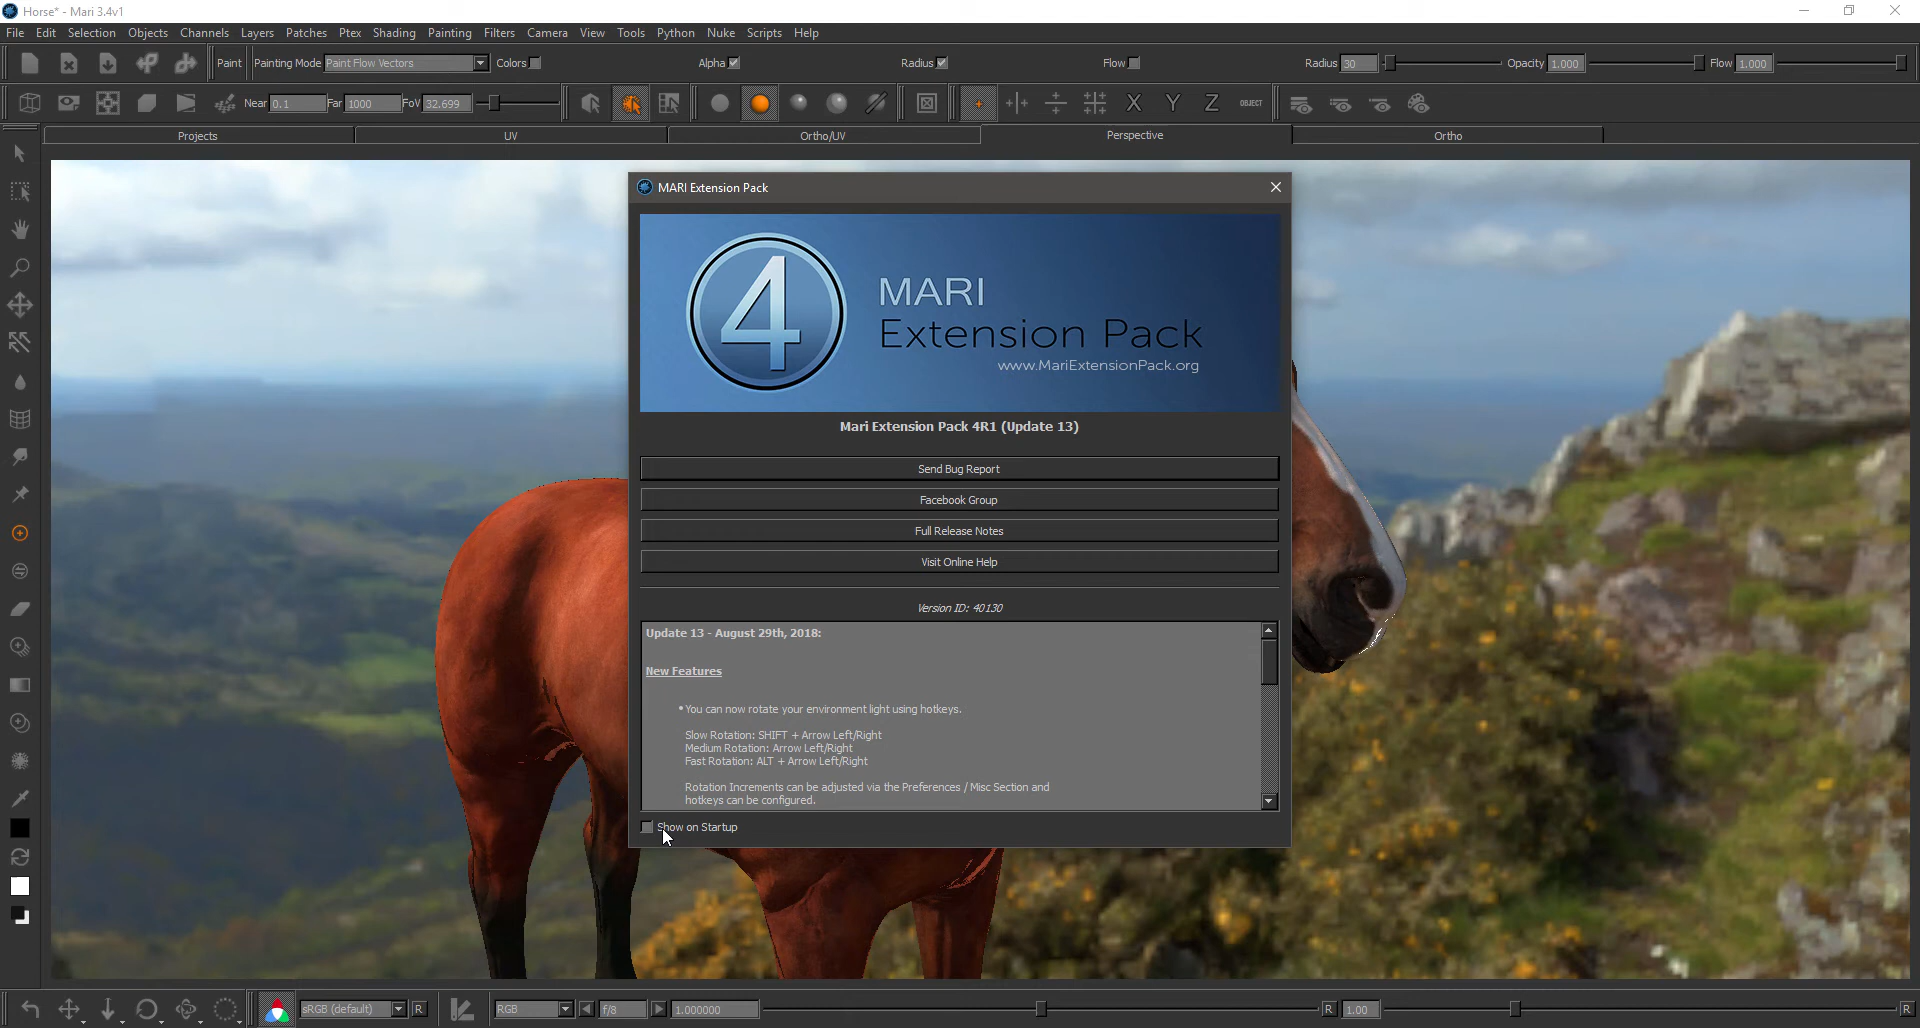 Horse* - Mari 3.4v1
File Edit Selection Objects Channels Layers Patches Ptex Shading Painting Filters Camera View Tools Python Nuke Scripts Help
Paint Painting Mode Paint Flow Vectors Colors Alpha Radius Flow Radius 30 Opacity 1.000 Flow 1.000
Near 0.1 Far 1000 FoV 32.699 X Y Z OBJECT
Projects UV Ortho/UV Perspective Ortho
MARI Extension Pack
4
MARI
Extension Pack
www.MariExtensionPack.org
Mari Extension Pack 4R1 (Update 13)
Send Bug Report
Facebook Group
Full Release Notes
Visit Online Help
Version ID: 40130
Update 13 - August 29th, 2018:
New Features
• You can now rotate your environment light using hotkeys.
Slow Rotation: SHIFT + Arrow Left/Right
Medium Rotation: Arrow Left/Right
Fast Rotation: ALT + Arrow Left/Right
Rotation Increments can be adjusted via the Preferences / Misc Section and
hotkeys can be configured.
Show on Startup
sRGB (default) R RGB f/8 1.000000 R 1.00 R